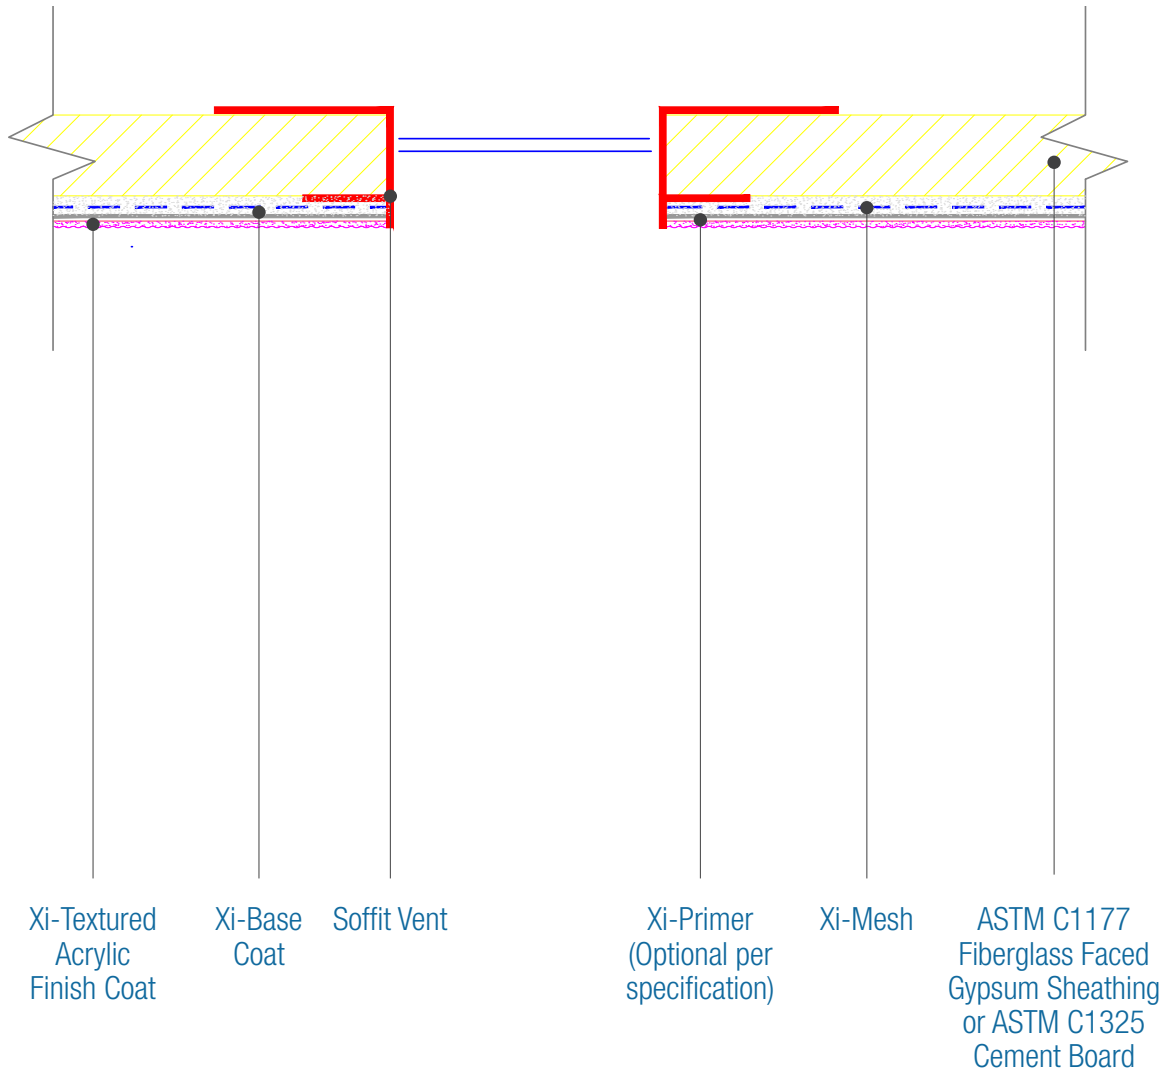 Xi-Textured
Acrylic
Finish Coat
Xi-Base
Coat
Soffit Vent
Xi-Primer
(Optional per
specification)
Xi-Mesh
ASTM C1177
Fiberglass Faced
Gypsum Sheathing
or ASTM C1325
Cement Board